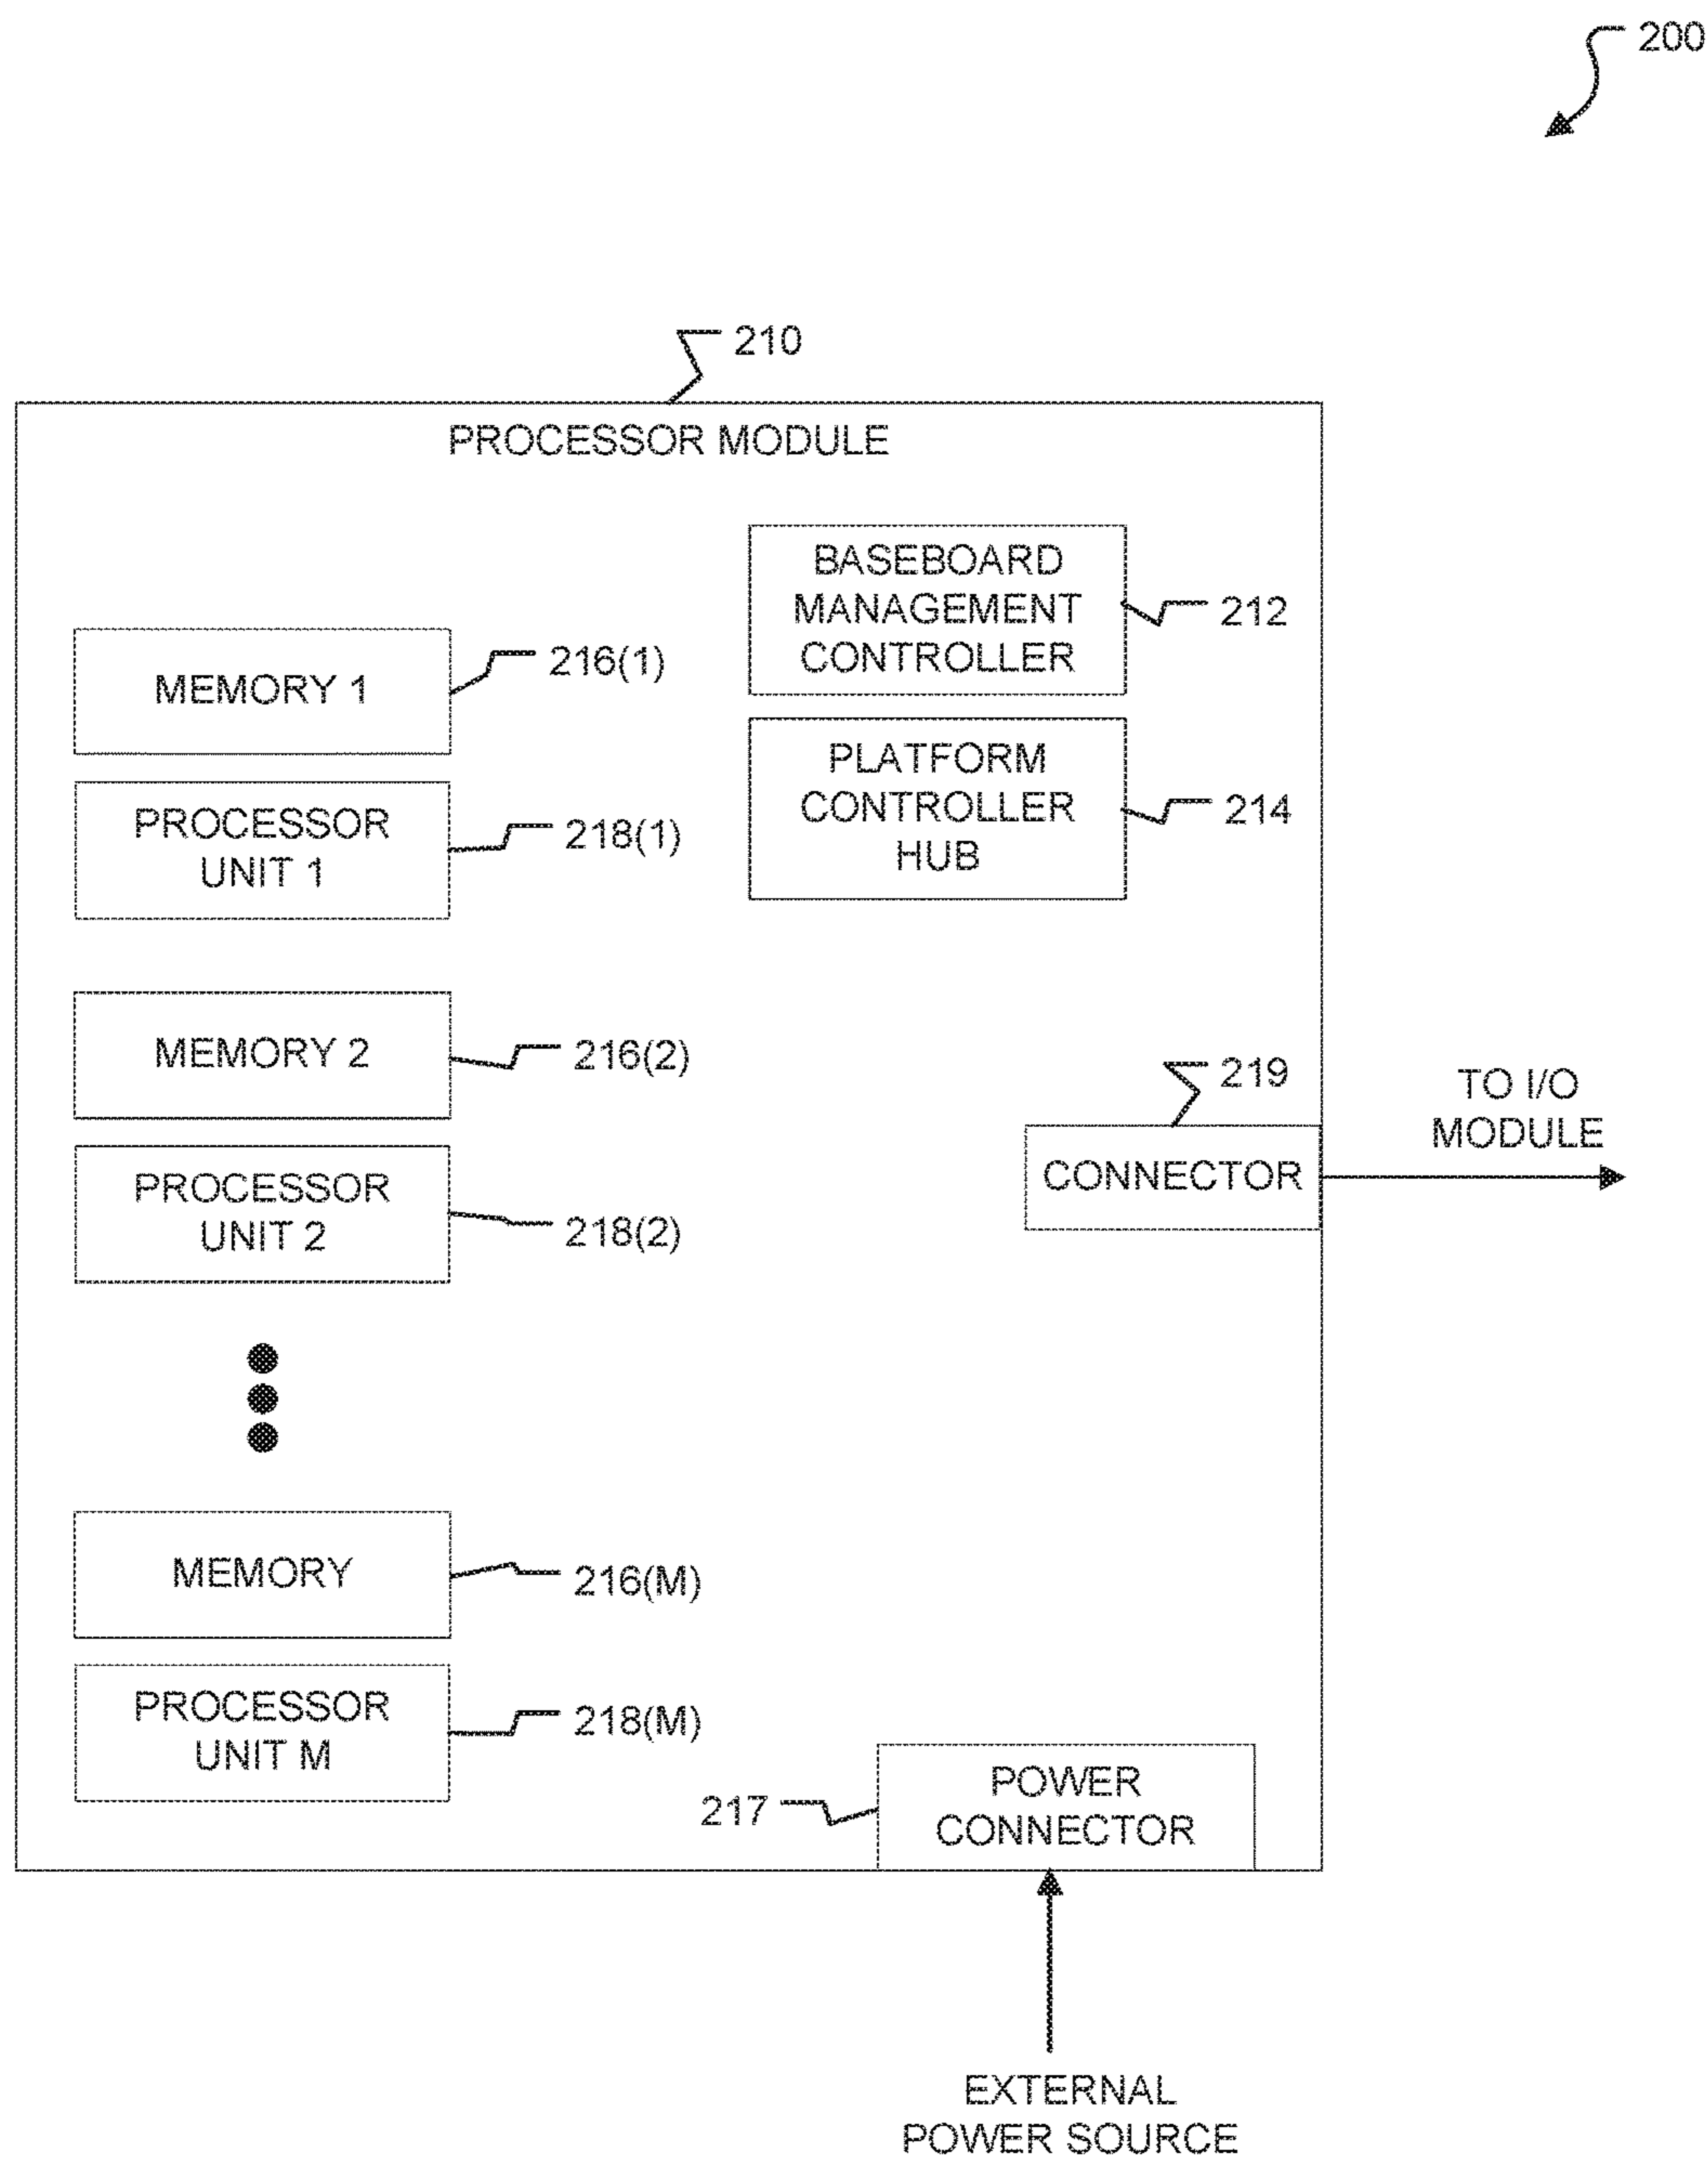 200
210
PROCESSOR MODULE
BASEBOARD
MANAGEMENT
CONTROLLER
212
MEMORY 1
216(1)
PLATFORM
CONTROLLER
HUB
214
PROCESSOR
UNIT 1
218(1)
MEMORY 2
216(2)
219
CONNECTOR
TO I/O
MODULE
PROCESSOR
UNIT 2
218(2)
MEMORY
216(M)
PROCESSOR
UNIT M
218(M)
217
POWER
CONNECTOR
EXTERNAL
POWER SOURCE